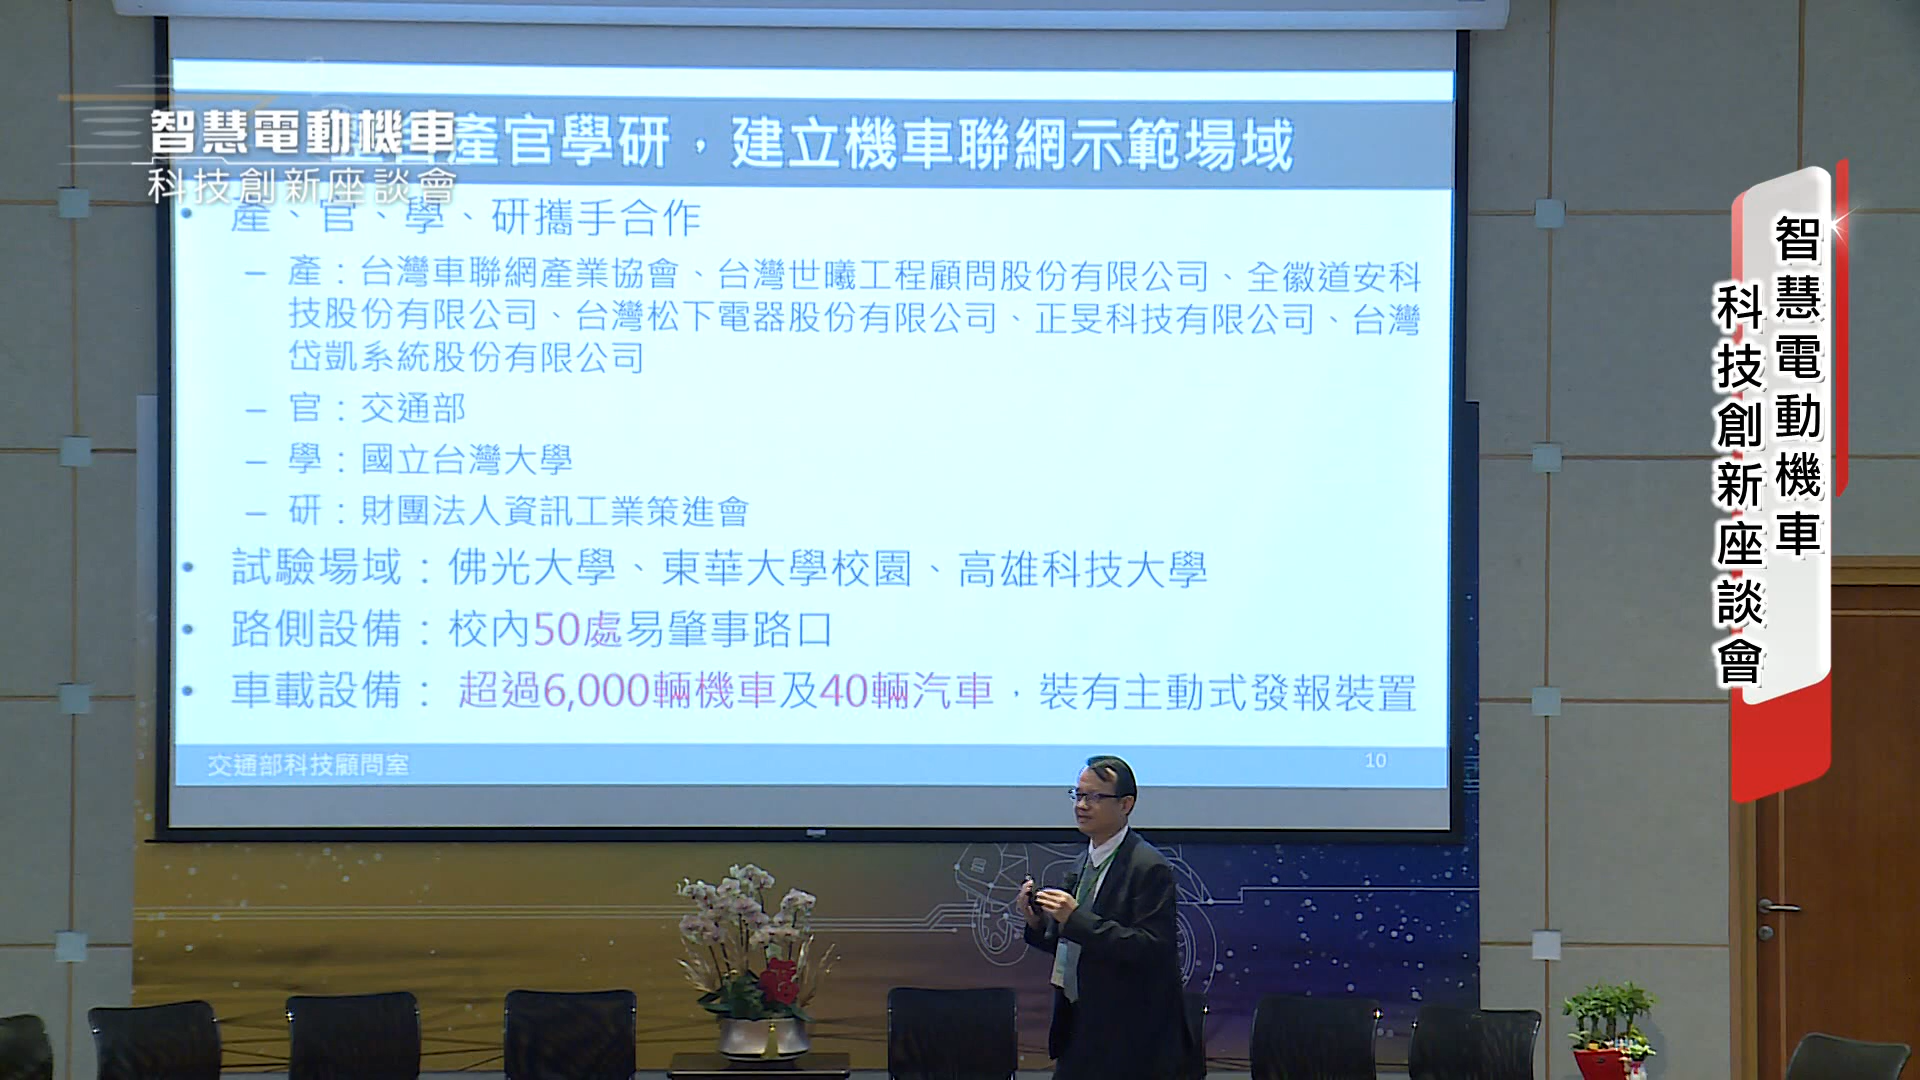 智慧電動機車
科技創新座談會
產官學研，建立機車聯網示範場域
• 產、官、學、研攜手合作
– 產：台灣車聯網產業協會、台灣世曦工程顧問股份有限公司、全徽道安科
技股份有限公司、台灣松下電器股份有限公司、正旻科技有限公司、台灣
岱凱系統股份有限公司
– 官：交通部
– 學：國立台灣大學
– 研：財團法人資訊工業策進會
• 試驗場域：佛光大學、東華大學校園、高雄科技大學
• 路側設備：校內50處易肇事路口
• 車載設備： 超過6,000輛機車及40輛汽車，裝有主動式發報裝置
交通部科技顧問室
10
智慧電動機車
科技創新座談會